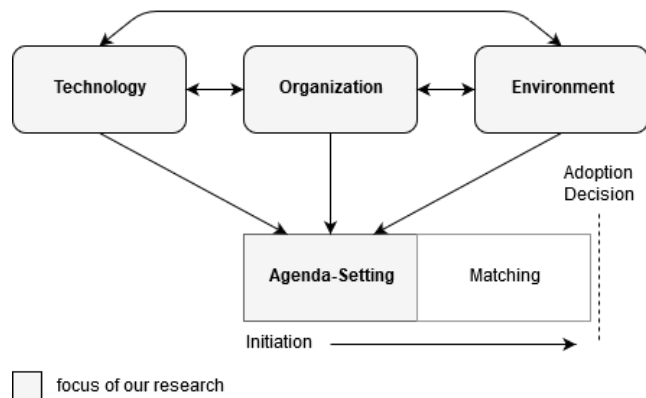 Technology
Organization
Environment
Adoption
Decision
Agenda-Setting
Matching
Initiation
focus of our research